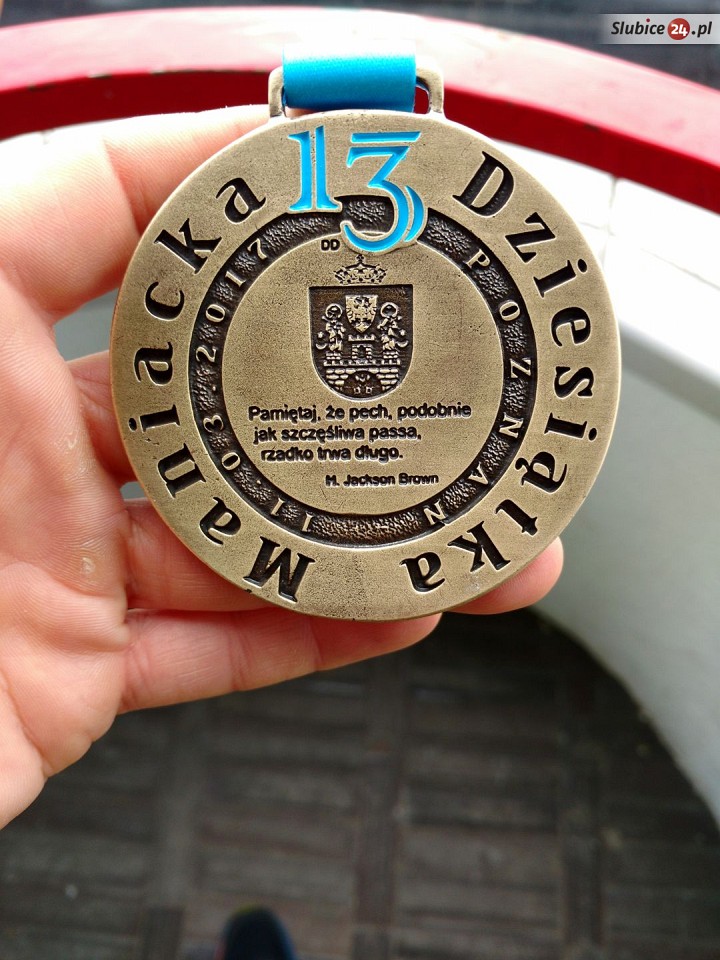 Slubice24.pl
13
Maniacka Dziesiątka
11.03.2017
POZNAŃ
DD
Pamiętaj, że pech, podobnie
jak szczęśliwa passa,
rzadko trwa długo.
H. Jackson Brown